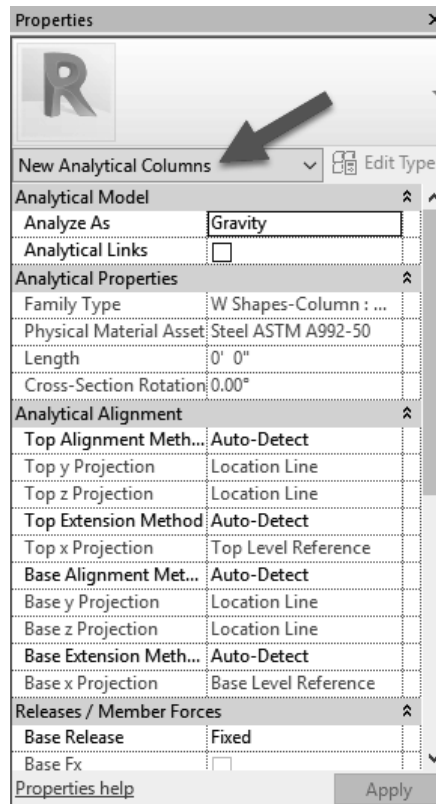 Properties
New Analytical Columns Edit Type
Analytical Model
Analyze As Gravity
Analytical Links
Analytical Properties
Family Type W Shapes-Column : ...
Physical Material Asset Steel ASTM A992-50
Length 0' 0"
Cross-Section Rotation 0.00°
Analytical Alignment
Top Alignment Meth... Auto-Detect
Top y Projection Location Line
Top z Projection Location Line
Top Extension Method Auto-Detect
Top x Projection Top Level Reference
Base Alignment Met... Auto-Detect
Base y Projection Location Line
Base z Projection Location Line
Base Extension Meth... Auto-Detect
Base x Projection Base Level Reference
Releases / Member Forces
Base Release Fixed
Base Fx
Properties help Apply